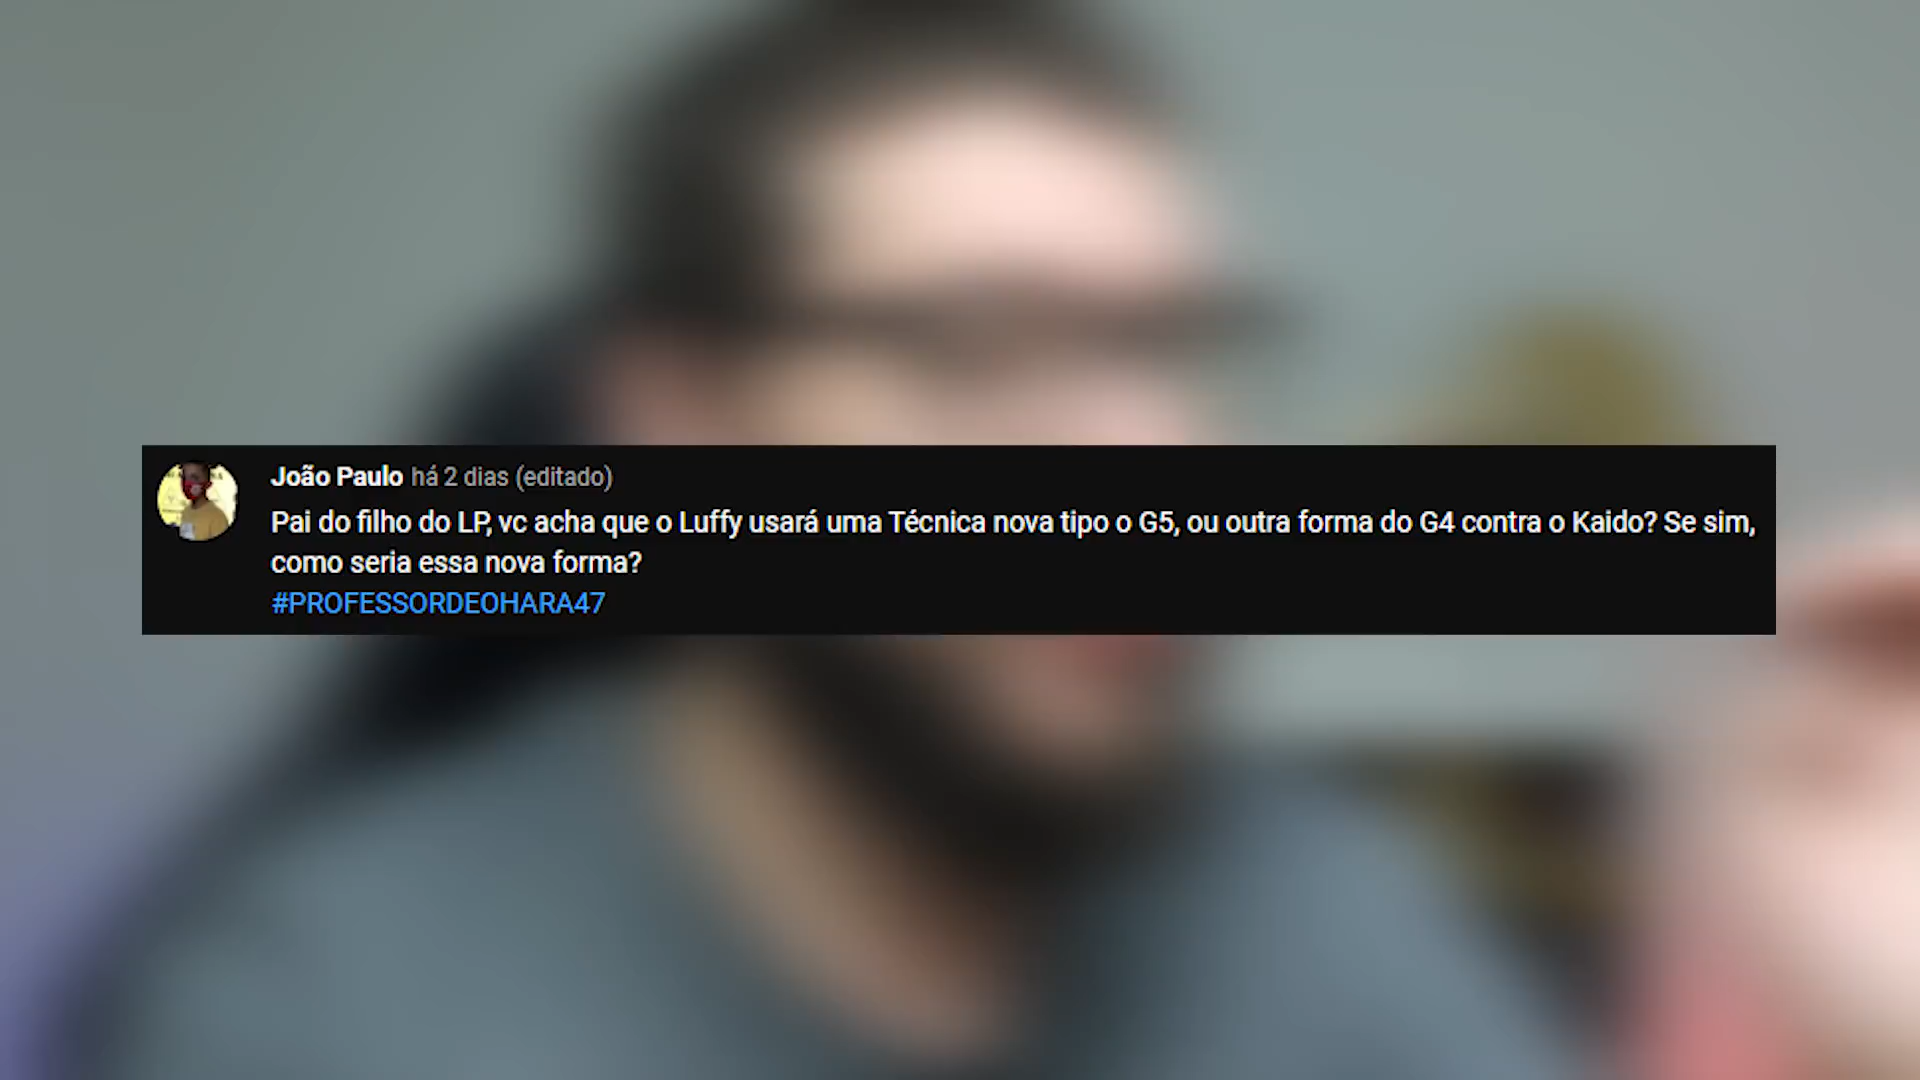 João Paulo há 2 dias (editado)
Pai do filho do LP, vc acha que o Luffy usará uma Técnica nova tipo o G5, ou outra forma do G4 contra o Kaido? Se sim,
como seria essa nova forma?
#PROFESSORDEOHARA47